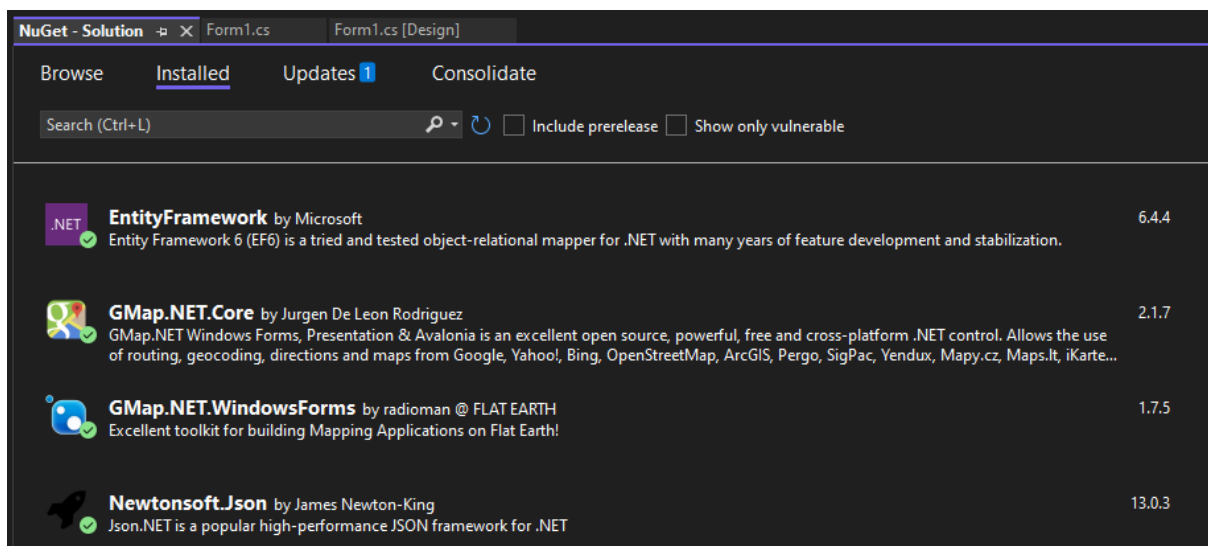 NuGet - Solution Form1.cs Form1.cs [Design]
Browse Installed Updates 1 Consolidate
Search (Ctrl+L) Include prerelease Show only vulnerable
.NET EntityFramework by Microsoft 6.4.4
Entity Framework 6 (EF6) is a tried and tested object-relational mapper for .NET with many years of feature development and stabilization.
GMap.NET.Core by Jurgen De Leon Rodriguez 2.1.7
GMap.NET Windows Forms, Presentation & Avalonia is an excellent open source, powerful, free and cross-platform .NET control. Allows the use
of routing, geocoding, directions and maps from Google, Yahoo!, Bing, OpenStreetMap, ArcGIS, Pergo, SigPac, Yendux, Mapy.cz, Maps.lt, iKarte...
GMap.NET.WindowsForms by radioman @ FLAT EARTH 1.7.5
Excellent toolkit for building Mapping Applications on Flat Earth!
Newtonsoft.Json by James Newton-King 13.0.3
Json.NET is a popular high-performance JSON framework for .NET